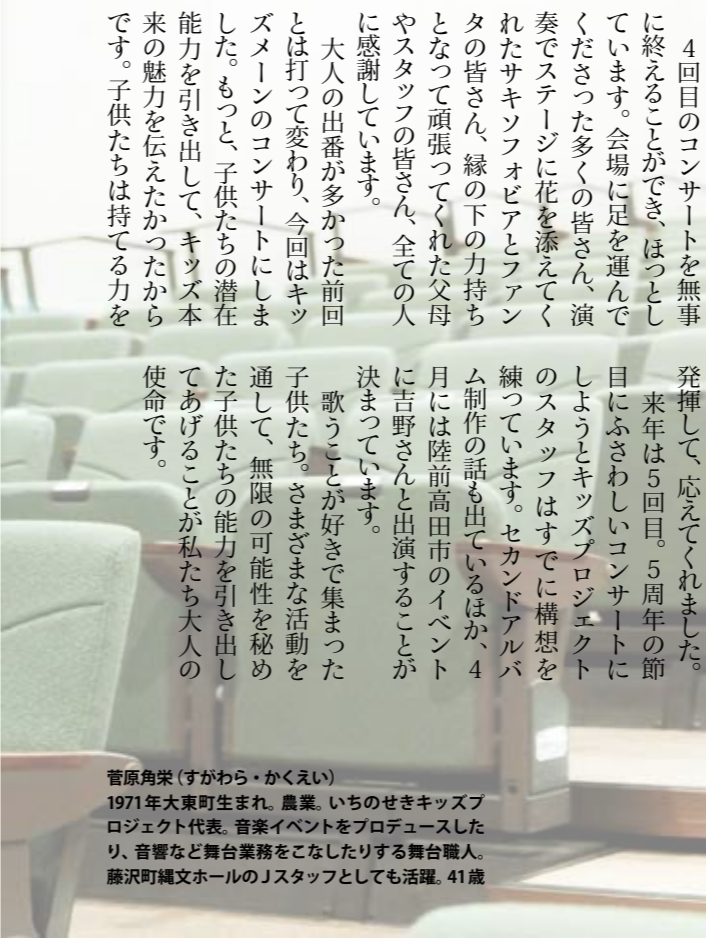 4回目のコンサートを無事
に終えることができ、ほっとし
ています。会場に足を運んで
くださった多くの皆さん、演
奏でステージに花を添えてく
れたサキソフォビアとファン
タの皆さん、縁の下の力持ち
となって頑張ってくれた父母
やスタッフの皆さん、全ての人
に感謝しています。
　大人の出番が多かった前回
とは打って変わり、今回はキッ
ズメーンのコンサートにしま
した。もっと、子供たちの潜在
能力を引き出して、キッズ本
来の魅力を伝えたかったから
です。子供たちは持てる力を
発揮して、応えてくれました。
　来年は5回目。5周年の節
目にふさわしいコンサートに
しようとキッズプロジェクト
のスタッフはすでに構想を
練っています。セカンドアルバ
ム制作の話も出ているほか、4
月には陸前高田市のイベント
に吉野さんと出演することが
決まっています。
　歌うことが好きで集まった
子供たち。さまざまな活動を
通して、無限の可能性を秘め
た子供たちの能力を引き出し
てあげることが私たち大人の
使命です。
菅原角栄（すがわら・かくえい）
1971年大東町生まれ。農業。いちのせきキッズプ
ロジェクト代表。音楽イベントをプロデュースした
り、音響など舞台業務をこなしたりする舞台職人。
藤沢町縄文ホールのJスタッフとしても活躍。41歳